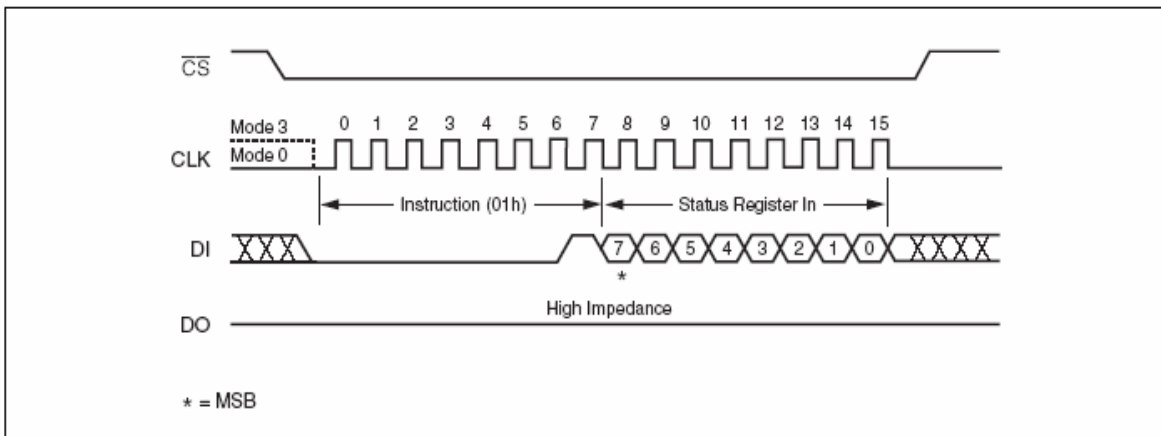 CS
Mode 3
0 1 2 3 4 5 6 7 8 9 10 11 12 13 14 15
CLK
Mode 0
Instruction (01h)
Status Register In
DI
7 6 5 4 3 2 1 0
*
High Impedance
DO
* = MSB